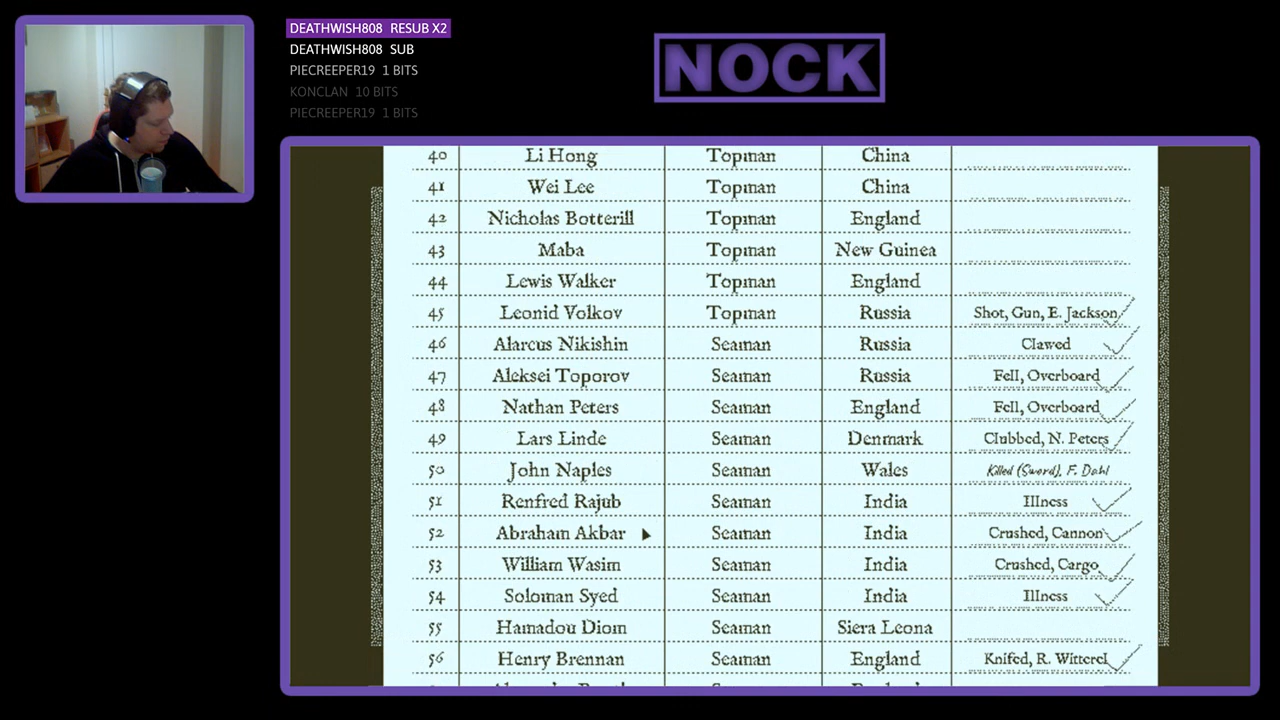 DEATHWISH808 RESUB X2
DEATHWISH808 SUB
PIECREEPER19 1 BITS
KONCLAN 10 BITS
PIECREEPER19 1 BITS
NOCK
40 Li Hong Topman China
41 Wei Lee Topman China
42 Nicholas Botterill Topman England
43 Maba Topman New Guinea
44 Lewis Walker Topman England
45 Leonid Volkov Topman Russia Shot, Gun, E. Jackson
46 Alarcus Nikishin Seaman Russia Clawed
47 Aleksei Toporov Seaman Russia Fell, Overboard
48 Nathan Peters Seaman England Fell, Overboard
49 Lars Linde Seaman Denmark Clubbed, N. Peters
50 John Naples Seaman Wales Killed (Sword), F. Dahl
51 Renfred Rajub Seaman India Illness
52 Abraham Akbar Seaman India Crushed, Cannon
53 William Wasim Seaman India Crushed, Cargo
54 Soloman Syed Seaman India Illness
55 Hamadou Diom Seaman Siera Leona
56 Henry Brennan Seaman England Knifed, R. Witterel